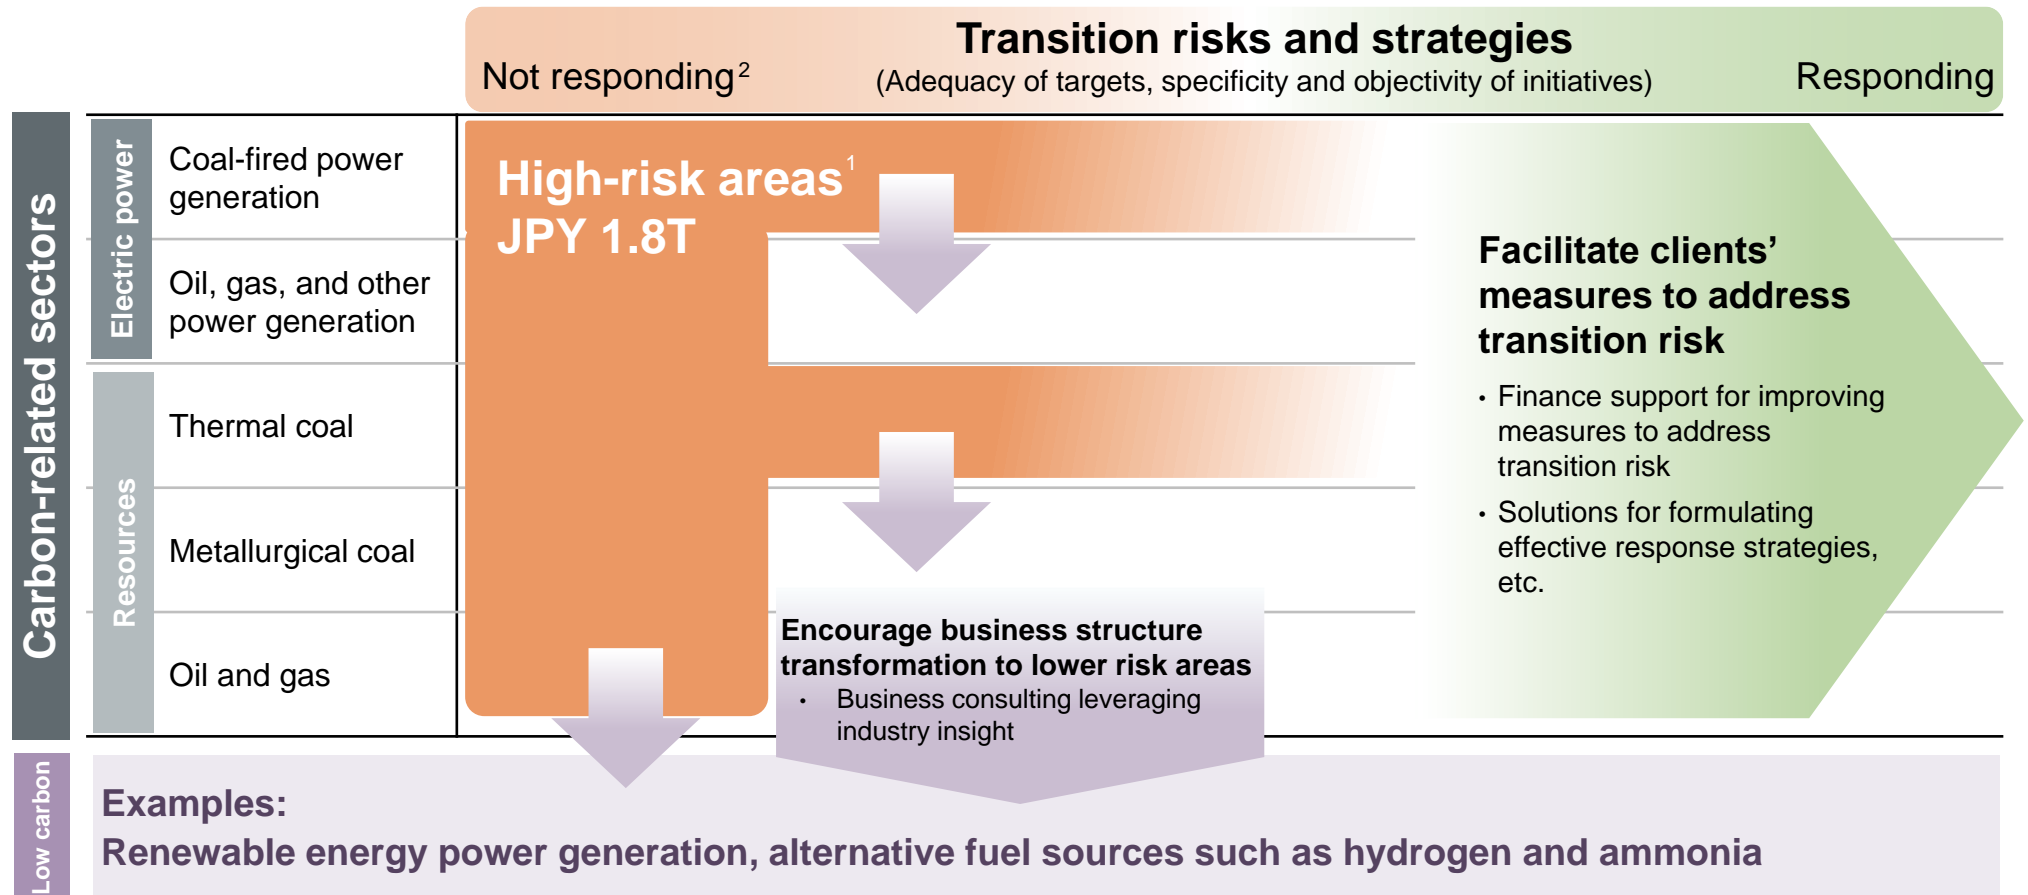 Transition risks and strategies
Not responding2
(Adequacy of targets, specificity and objectivity of initiatives)
Responding
Carbon-related sectors
Electric power
Coal-fired power
generation
Oil, gas, and other
power generation
Resources
Thermal coal
Metallurgical coal
Oil and gas
High-risk areas1
JPY 1.8T
Facilitate clients’
measures to address
transition risk
• Finance support for improving
measures to address
transition risk
• Solutions for formulating
effective response strategies,
etc.
Encourage business structure
transformation to lower risk areas
• Business consulting leveraging
industry insight
Low carbon
Examples:
Renewable energy power generation, alternative fuel sources such as hydrogen and ammonia